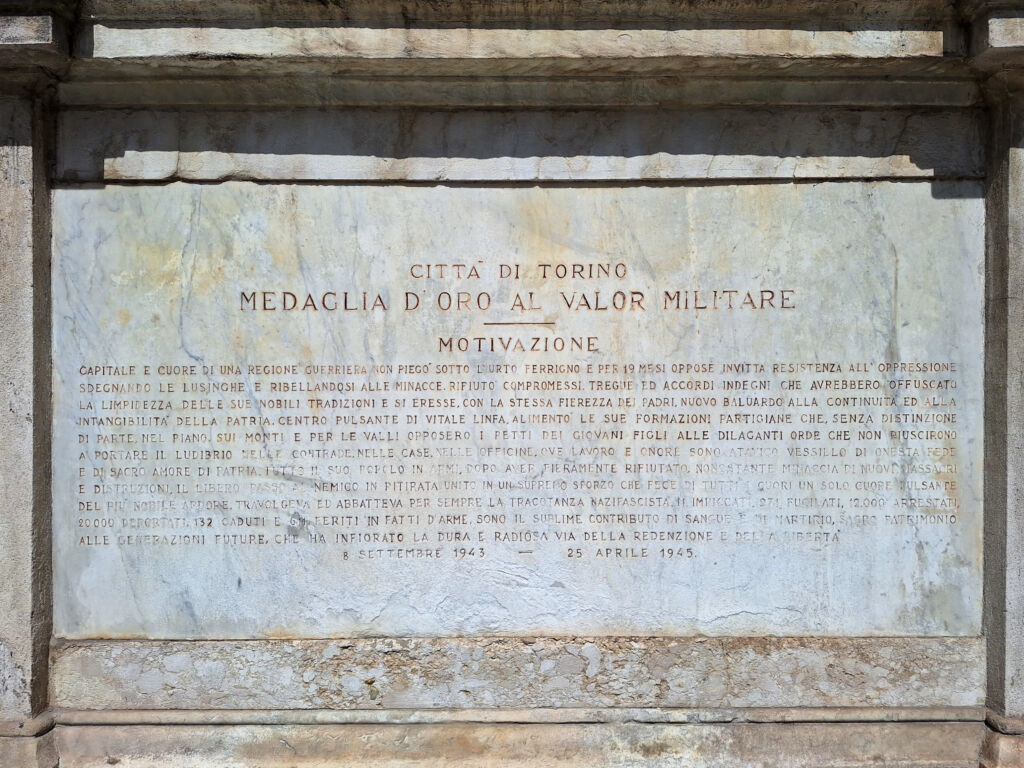 CITTÀ DI TORINO
MEDAGLIA D'ORO AL VALOR MILITARE
MOTIVAZIONE
CAPITALE E CUORE DI UNA REGIONE GUERRIERA NON PIEGÒ SOTTO L'URTO FERRIGNO E PER 19 MESI OPPOSE INVITTA RESISTENZA ALL'OPPRESSIONE
SDEGNANDO LE LUSINGHE E RIBELLANDOSI ALLE MINACCE. RIFIUTÒ COMPROMESSI, TREGUE ED ACCORDI INDEGNI CHE AVREBBERO OFFUSCATO
LA LIMPIDEZZA DELLE SUE NOBILI TRADIZIONI E SI ERESSE, CON LA STESSA FIEREZZA DEI PADRI, NUOVO BALUARDO ALLA CONTINUITÀ ED ALLA
INTANGIBILITÀ DELLA PATRIA. CENTRO PULSANTE DI VITALE LINFA, ALIMENTÒ LE SUE FORMAZIONI PARTIGIANE CHE, SENZA DISTINZIONE
DI PARTE, NEL PIANO, SUI MONTI E PER LE VALLI OPPOSERO I PETTI DEI GIOVANI FIGLI ALLE DILAGANTI ORDE CHE NON RIUSCIRONO
A PORTARE IL LUDIBRIO NELLE CONTRADE, NELLE CASE, NELLE OFFICINE, OVE LAVORO E ONORE SONO ATAVICO VESSILLO DI ONESTA FEDE
E DI SACRO AMORE DI PATRIA. TUTTO IL SUO POPOLO IN ARMI, DOPO AVER FIERAMENTE RIFIUTATO, NONOSTANTE MINACCIA DI NUOVI MASSACRI
E DISTRUZIONI, IL LIBERO PASSO AL NEMICO IN RITIRATA UNITO IN UN SUPREMO SFORZO CHE FECE DI TUTTI I CUORI UN SOLO CUORE PULSANTE
DEL PIÙ NOBILE ARDORE, TRAVOLGEVA ED ABBATTEVA PER SEMPRE LA TRACOTANZA NAZIFASCISTA. 11 IMPICCATI, 271 FUCILATI, 12.000 ARRESTATI,
20.000 DEPORTATI, 132 CADUTI E FERITI IN FATTI D'ARME, SONO IL SUBLIME CONTRIBUTO DI SANGUE E DI MARTIRIO, SACRO PATRIMONIO
ALLE GENERAZIONI FUTURE, CHE HA INFIORATO LA DURA E RADIOSA VIA DELLA REDENZIONE E DELLA LIBERTÀ
8 SETTEMBRE 1943 — 25 APRILE 1945.